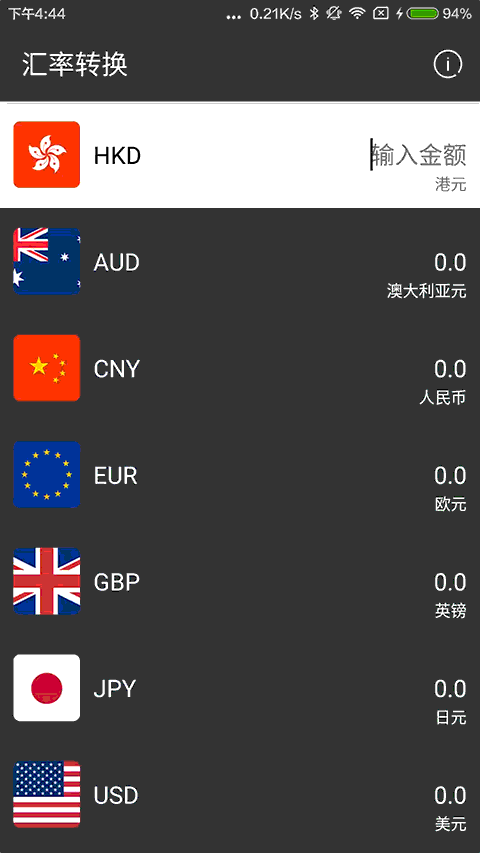 下午4:44 ... 0.21K/s 94%
汇率转换
HKD 输入金额
港元
AUD 0.0
澳大利亚元
CNY 0.0
人民币
EUR 0.0
欧元
GBP 0.0
英镑
JPY 0.0
日元
USD 0.0
美元